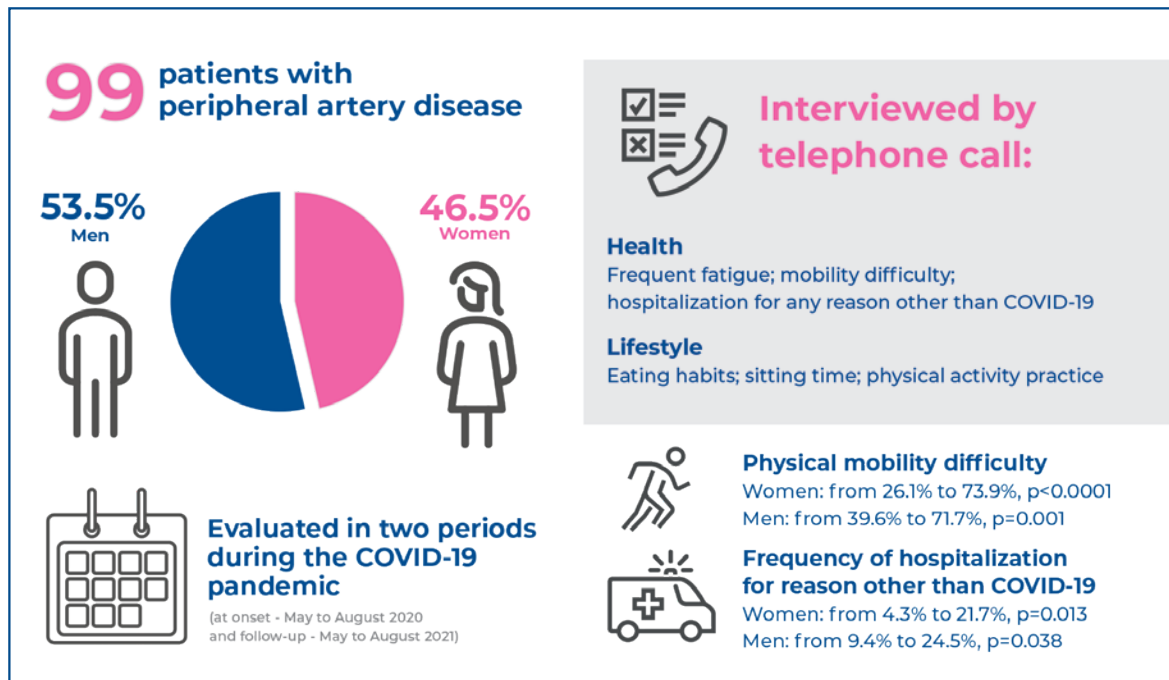 99
patients with
peripheral artery disease
53.5%
Men
46.5%
Women
Evaluated in two periods
during the COVID-19
pandemic
(at onset - May to August 2020
and follow-up - May to August 2021)
Interviewed by
telephone call:
Health
Frequent fatigue; mobility difficulty;
hospitalization for any reason other than COVID-19
Lifestyle
Eating habits; sitting time; physical activity practice
Physical mobility difficulty
Women: from 26.1% to 73.9%, p<0.0001
Men: from 39.6% to 71.7%, p=0.001
Frequency of hospitalization
for reason other than COVID-19
Women: from 4.3% to 21.7%, p=0.013
Men: from 9.4% to 24.5%, p=0.038